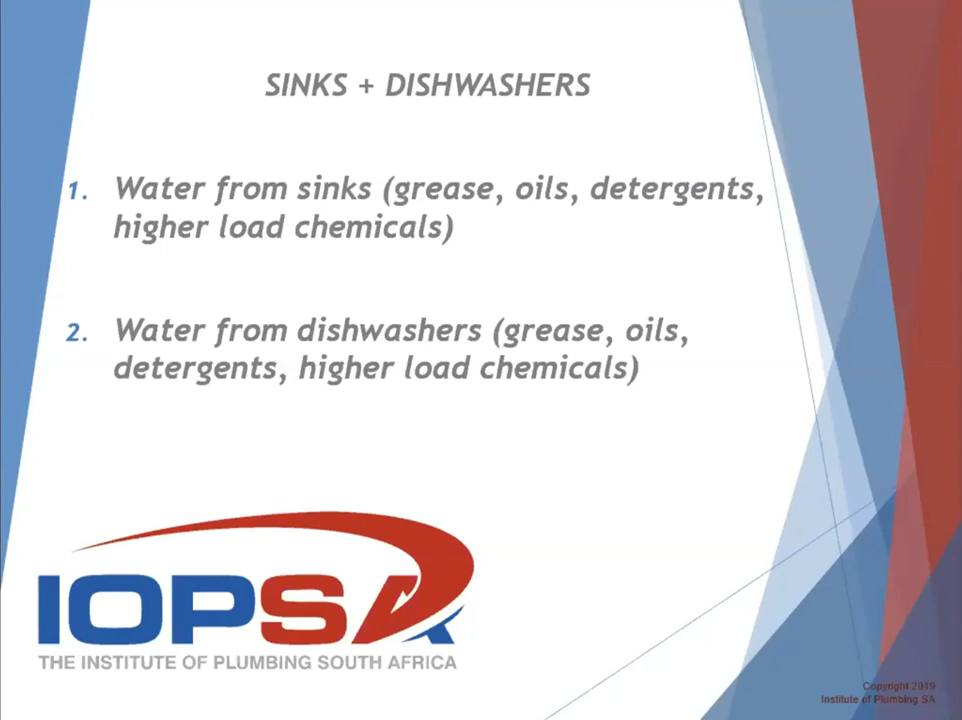 SINKS + DISHWASHERS
1. Water from sinks (grease, oils, detergents,
higher load chemicals)
2. Water from dishwashers (grease, oils,
detergents, higher load chemicals)
IOPSA
THE INSTITUTE OF PLUMBING SOUTH AFRICA
Copyright 2019
Institute of Plumbing SA